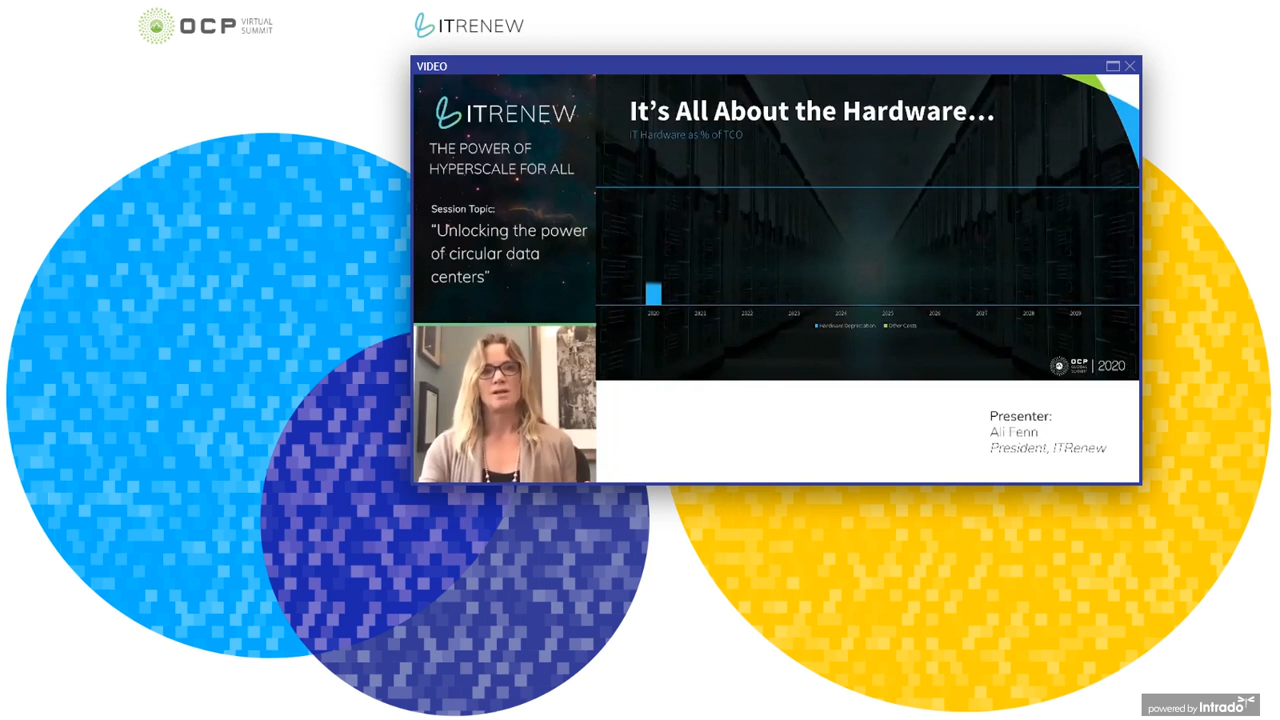 OCP VIRTUAL
SUMMIT
ITRENEW
VIDEO
ITRENEW
THE POWER OF
HYPERSCALE FOR ALL
Session Topic:
“Unlocking the power
of circular data
centers”
It’s All About the Hardware...
IT Hardware as % of TCO
2020 2021 2022 2023 2024 2025 2026 2027 2028 2029
Hardware Depreciation Other Costs
OCP GLOBAL SUMMIT | 2020
Presenter:
Ali Fenn
President, ITRenew
powered by Intrado